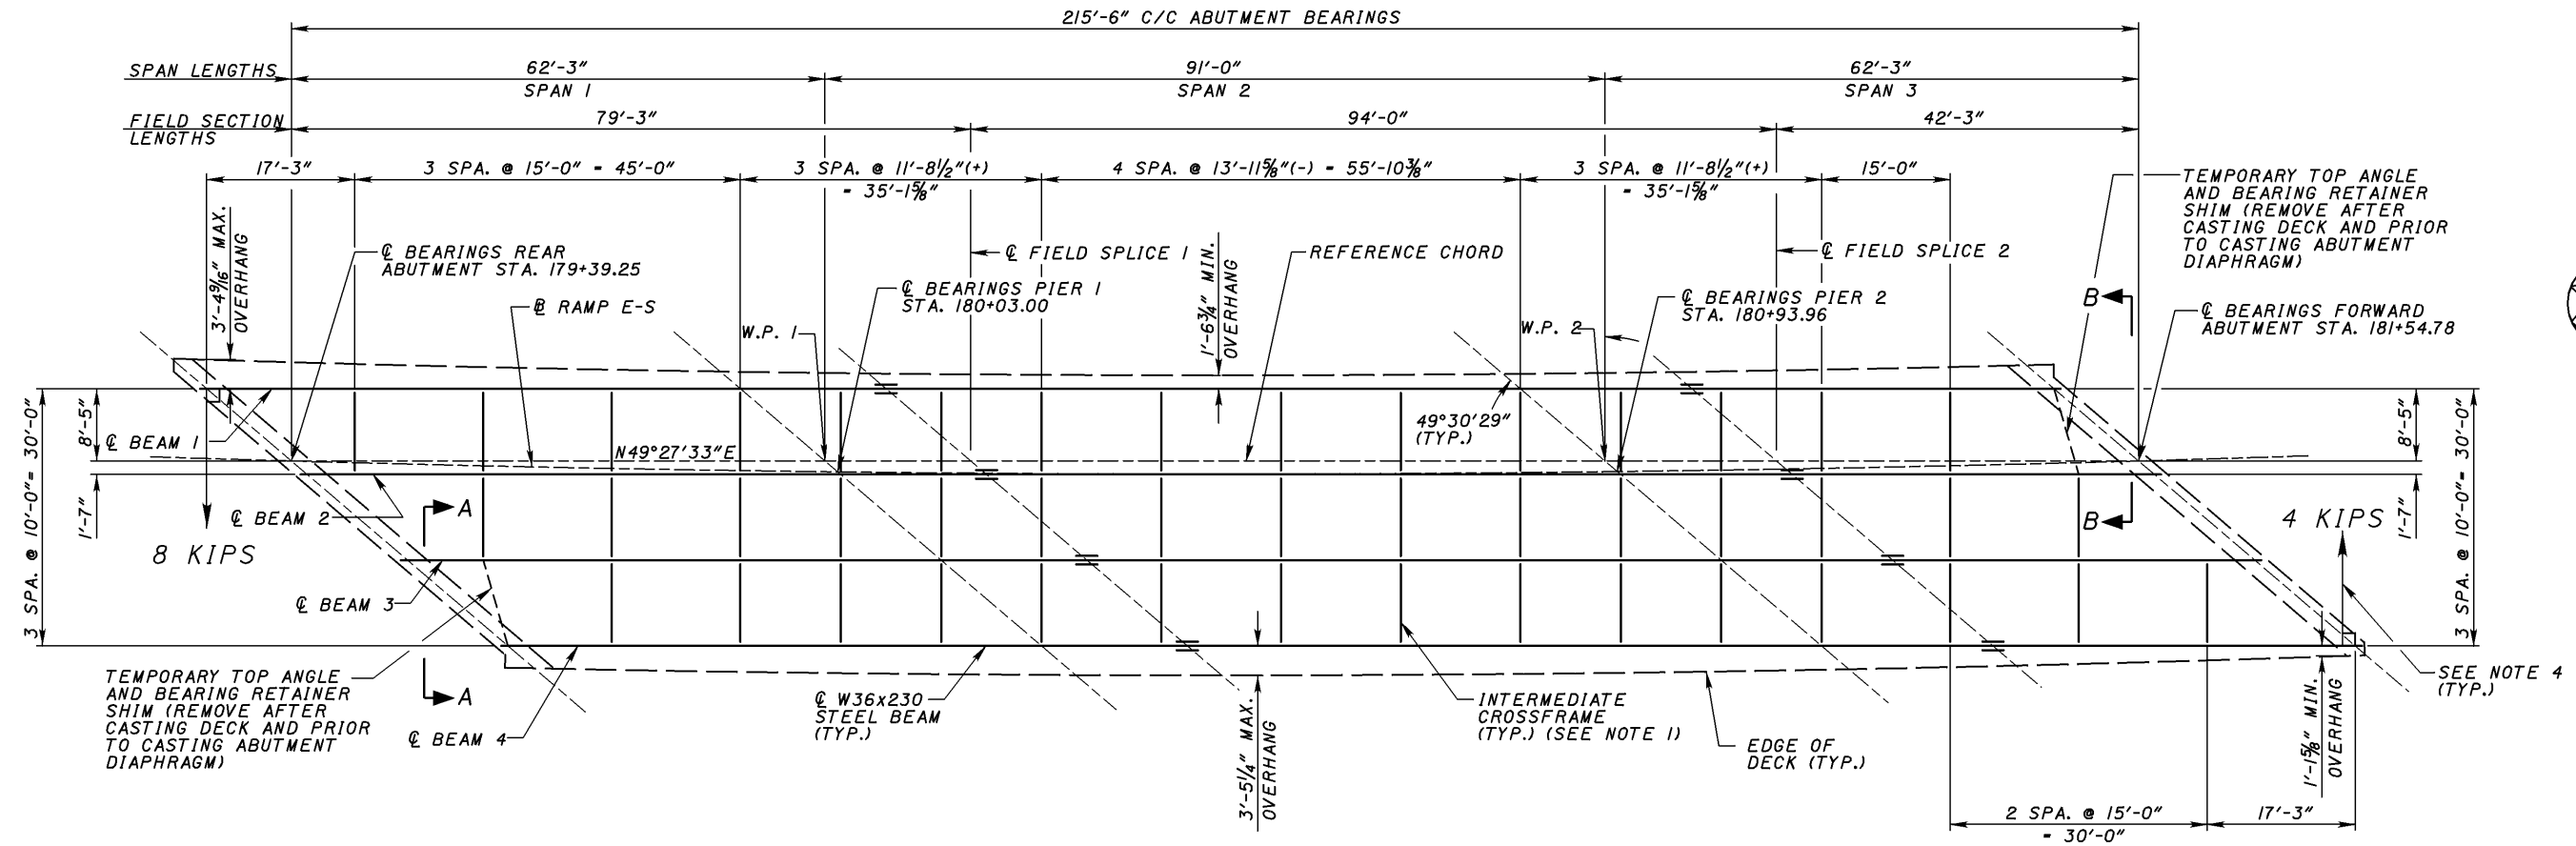 215'-6" C/C ABUTMENT BEARINGS
SPAN LENGTHS
62'-3"
91'-0"
62'-3"
SPAN 1
SPAN 2
SPAN 3
FIELD SECTION
LENGTHS
79'-3"
94'-0"
42'-3"
17'-3"
3 SPA. @ 15'-0" = 45'-0"
3 SPA. @ 11'-8½"(+)
= 35'-1⅝"
4 SPA. @ 13'-11⅝"(-) = 55'-10⅜"
3 SPA. @ 11'-8½"(+)
= 35'-1⅝"
15'-0"
TEMPORARY TOP ANGLE
AND BEARING RETAINER
SHIM (REMOVE AFTER
CASTING DECK AND PRIOR
TO CASTING ABUTMENT
DIAPHRAGM)
3'-4 9/16" MAX.
OVERHANG
℄ BEARINGS REAR
ABUTMENT STA. 179+39.25
℄ FIELD SPLICE 1
1'-6¾" MIN.
OVERHANG
REFERENCE CHORD
℄ FIELD SPLICE 2
℄ BEARINGS PIER 1
STA. 180+03.00
℄ BEARINGS PIER 2
STA. 180+93.96
B
℄ BEARINGS FORWARD
ABUTMENT STA. 181+54.78
B RAMP E-S
W.P. 1
W.P. 2
49°30'29"
(TYP.)
3 SPA. @ 10'-0" = 30'-0"
8'-5"
1'-7"
℄ BEAM 1
N49°27'33"E
8'-5"
1'-7"
3 SPA. @ 10'-0" = 30'-0"
℄ BEAM 2
A
B
8 KIPS
4 KIPS
℄ BEAM 3
TEMPORARY TOP ANGLE
AND BEARING RETAINER
SHIM (REMOVE AFTER
CASTING DECK AND PRIOR
TO CASTING ABUTMENT
DIAPHRAGM)
A
℄ BEAM 4
℄ W36x230
STEEL BEAM
(TYP.)
3'-5¼" MAX.
OVERHANG
INTERMEDIATE
CROSSFRAME
(TYP.) (SEE NOTE 1)
EDGE OF
DECK (TYP.)
1'-1⅝" MIN.
OVERHANG
SEE NOTE 4
(TYP.)
2 SPA. @ 15'-0"
= 30'-0"
17'-3"